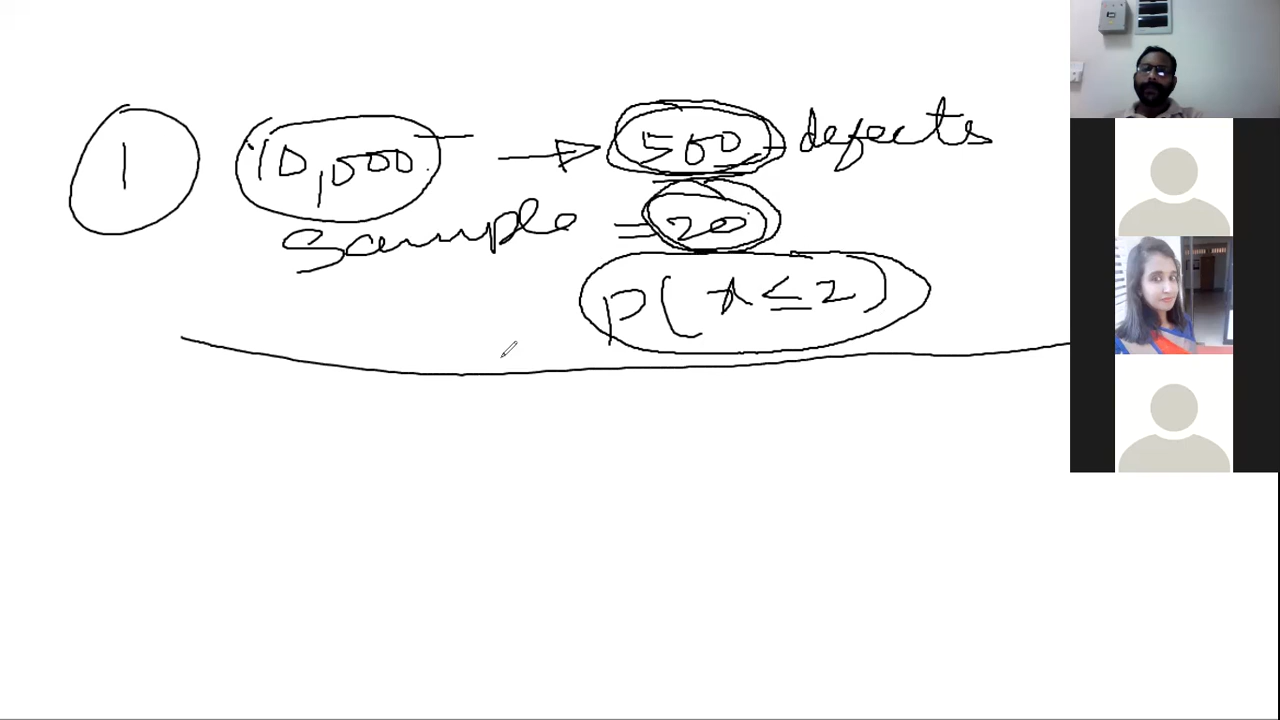 1 10,000 → 500 - defects
Sample = 20
P(x ≤ 2)